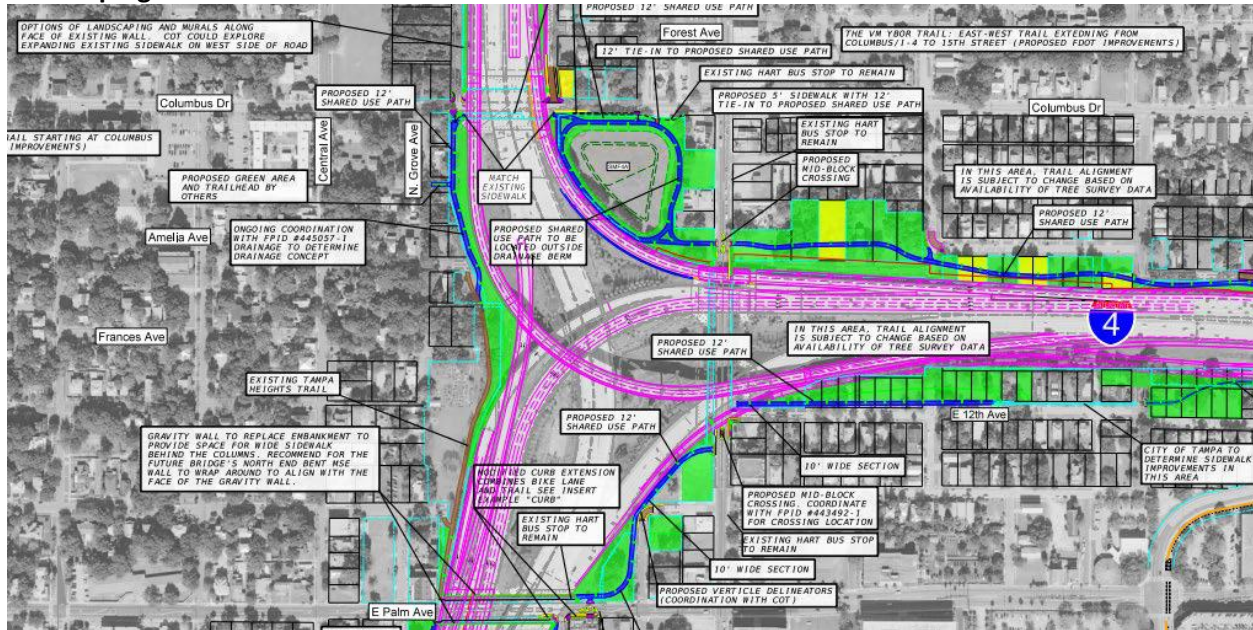 PROPOSED 12' SHARED USE PATH
OPTIONS OF LANDSCAPING AND MURALS ALONG
FACE OF EXISTING WALL. COT COULD EXPLORE
EXPANDING EXISTING SIDEWALK ON WEST SIDE OF ROAD
Forest Ave
THE VM YBOR TRAIL: EAST-WEST TRAIL EXTEDNING FROM
COLUMBUS/I-4 TO 15TH STREET (PROPOSED FDOT IMPROVEMENTS)
12' TIE-IN TO PROPOSED SHARED USE PATH
EXISTING HART BUS STOP TO REMAIN
PROPOSED 12'
SHARED USE PATH
PROPOSED 5' SIDEWALK WITH 12'
TIE-IN TO PROPOSED SHARED USE PATH
Columbus Dr
Columbus Dr
EXISTING HART
BUS STOP TO
REMAIN
RAIL STARTING AT COLUMBUS
IMPROVEMENTS)
Central Ave
N. Grove Ave
PROPOSED
MID-BLOCK
CROSSING
IN THIS AREA, TRAIL ALIGNMENT
IS SUBJECT TO CHANGE BASED ON
AVAILABILITY OF TREE SURVEY DATA
PROPOSED GREEN AREA
AND TRAILHEAD BY
OTHERS
MATCH
EXISTING
SIDEWALK
PROPOSED 12'
SHARED USE PATH
Amelia Ave
ONGOING COORDINATION
WITH FPID #445057-1
DRAINAGE TO DETERMINE
DRAINAGE CONCEPT
PROPOSED SHARED
USE PATH TO BE
LOCATED OUTSIDE
DRAINAGE BERM
4
Frances Ave
IN THIS AREA, TRAIL ALIGNMENT
IS SUBJECT TO CHANGE BASED ON
AVAILABILITY OF TREE SURVEY DATA
PROPOSED 12'
SHARED USE PATH
EXISTING TAMPA
HEIGHTS TRAIL
PROPOSED 12'
SHARED USE PATH
E 12th Ave
GRAVITY WALL TO REPLACE EMBANKMENT TO
PROVIDE SPACE FOR WIDE SIDEWALK
BEHIND THE COLUMNS. RECOMMEND FOR THE
FUTURE BRIDGE'S NORTH END BENT MSE
WALL TO WRAP AROUND TO ALIGN WITH THE
FACE OF THE GRAVITY WALL.
MODIFIED CURB EXTENSION
COMBINES BIKE LANE
AND TRAIL SEE INSERT
EXAMPLE "CURB"
10' WIDE SECTION
CITY OF TAMPA TO
DETERMINE SIDEWALK
IMPROVEMENTS IN
THIS AREA
PROPOSED MID-BLOCK
CROSSING. COORDINATE
WITH FPID #443492-1
FOR CROSSING LOCATION
EXISTING HART
BUS STOP TO
REMAIN
EXISTING HART BUS STOP
TO REMAIN
10' WIDE SECTION
PROPOSED VERTICLE DELINEATORS
(COORDINATION WITH COT)
E Palm Ave